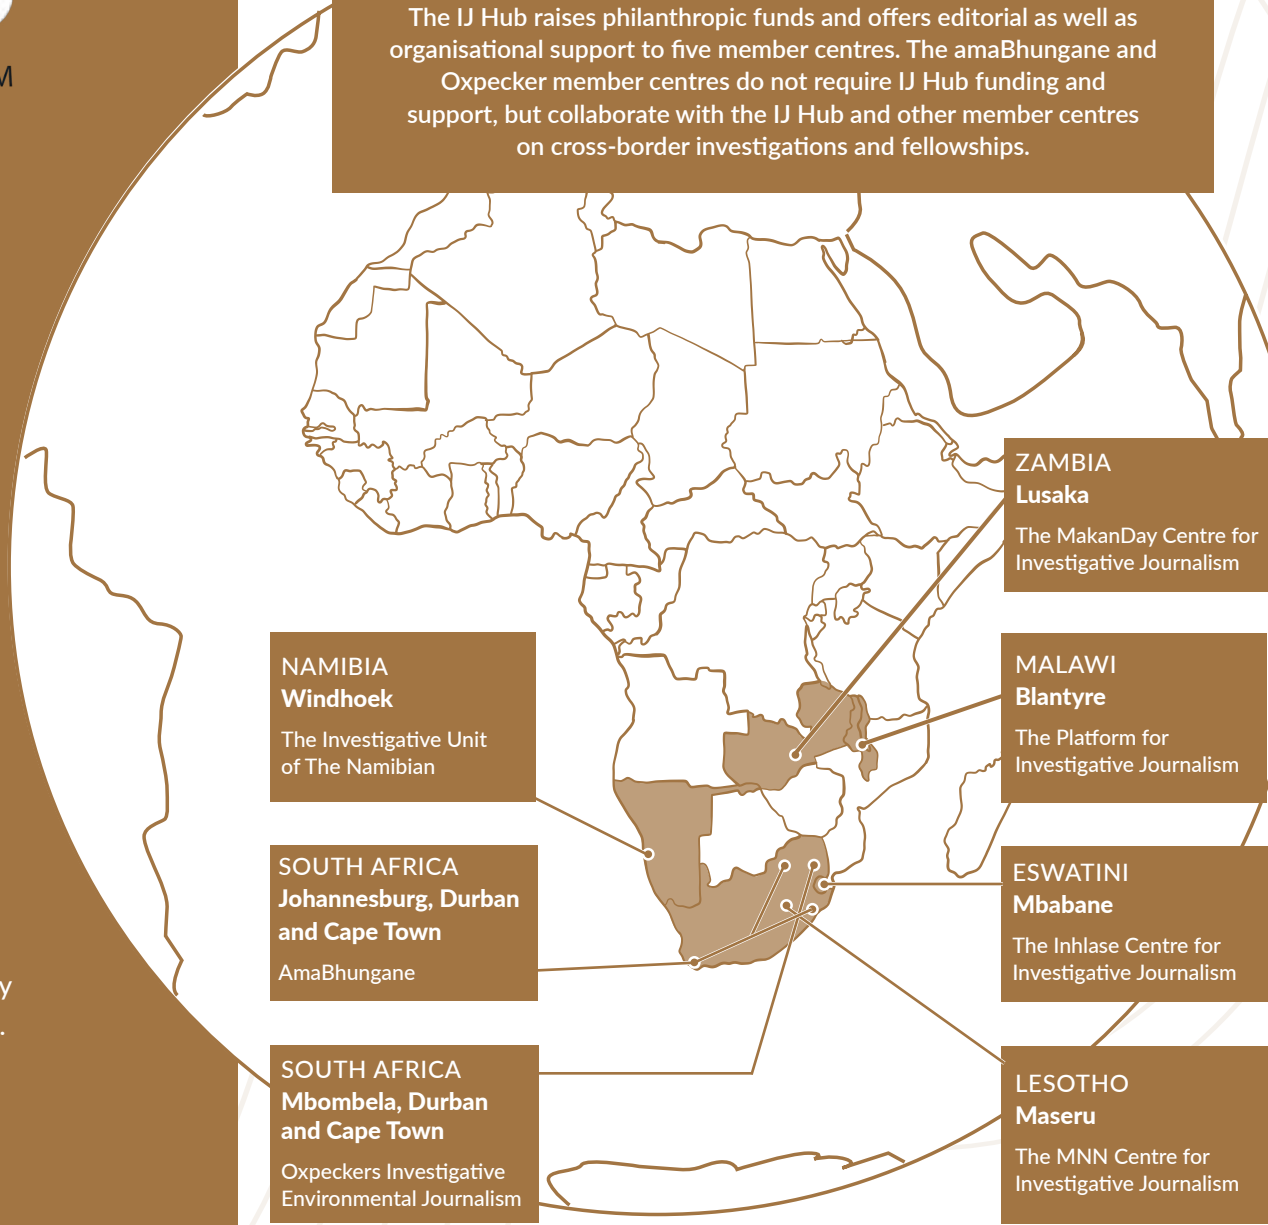 The IJ Hub raises philanthropic funds and offers editorial as well as
organisational support to five member centres. The amaBhungane and
Oxpecker member centres do not require IJ Hub funding and
support, but collaborate with the IJ Hub and other member centres
on cross-border investigations and fellowships.
M
ZAMBIA
Lusaka
The MakanDay Centre for
Investigative Journalism
NAMIBIA
Windhoek
The Investigative Unit
of The Namibian
MALAWI
Blantyre
The Platform for
Investigative Journalism
SOUTH AFRICA
Johannesburg, Durban
and Cape Town
AmaBhungane
ESWATINI
Mbabane
The Inhlase Centre for
Investigative Journalism
y
.
SOUTH AFRICA
Mbombela, Durban
and Cape Town
Oxpeckers Investigative
Environmental Journalism
LESOTHO
Maseru
The MNN Centre for
Investigative Journalism